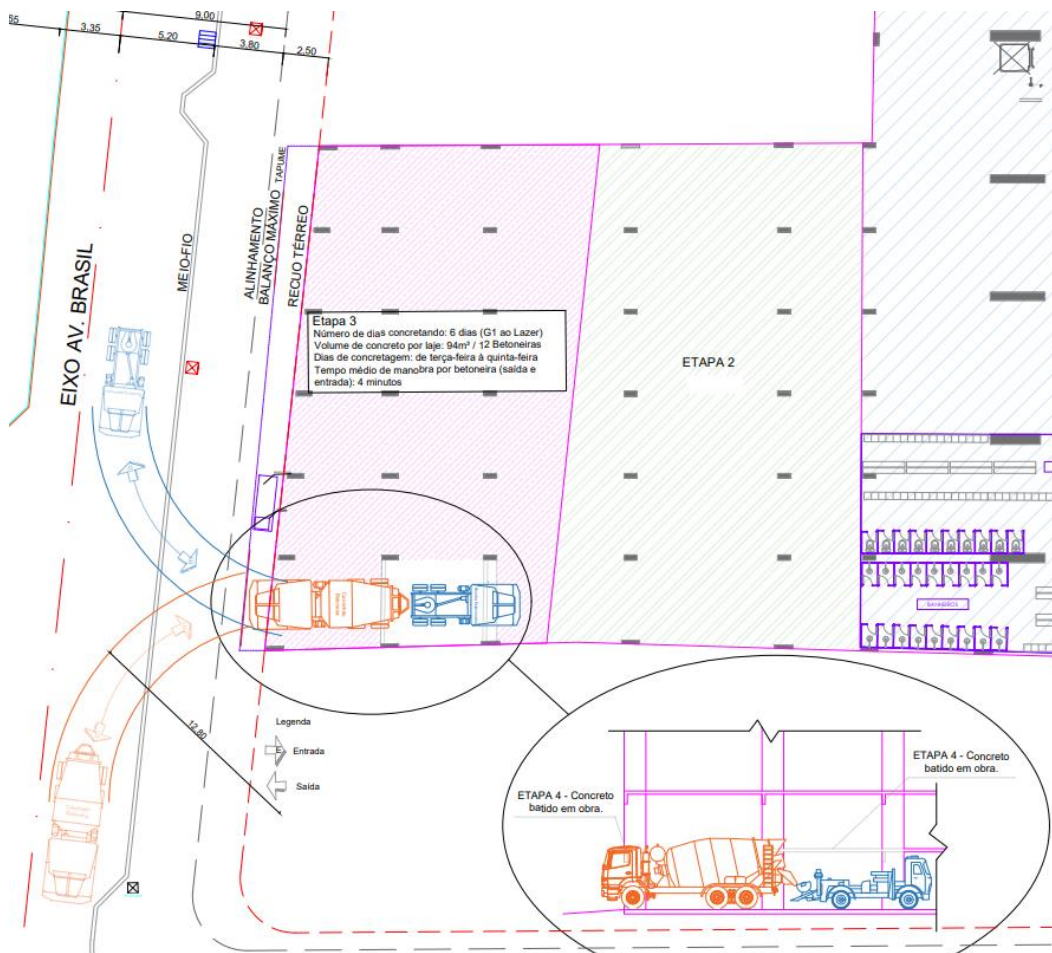 65
3.35
9.00
5.20
3.80
2.50
EIXO AV. BRASIL
MEIO-FIO
ALINHAMENTO
BALANÇO MÁXIMO
TAPUME
RECUO TÉRREO
Etapa 3
Número de dias concretando: 6 dias (G1 ao Lazer)
Volume de concreto por laje: 94m³ / 12 Betoneiras
Dias de concretagem: de terça-feira à quinta-feira
Tempo médio de manobra por betoneira (saída e
entrada): 4 minutos
ETAPA 2
12.80
Legenda
E
Entrada
Saída
ETAPA 4 - Concreto
batido em obra.
ETAPA 4 - Concreto
batido em obra.